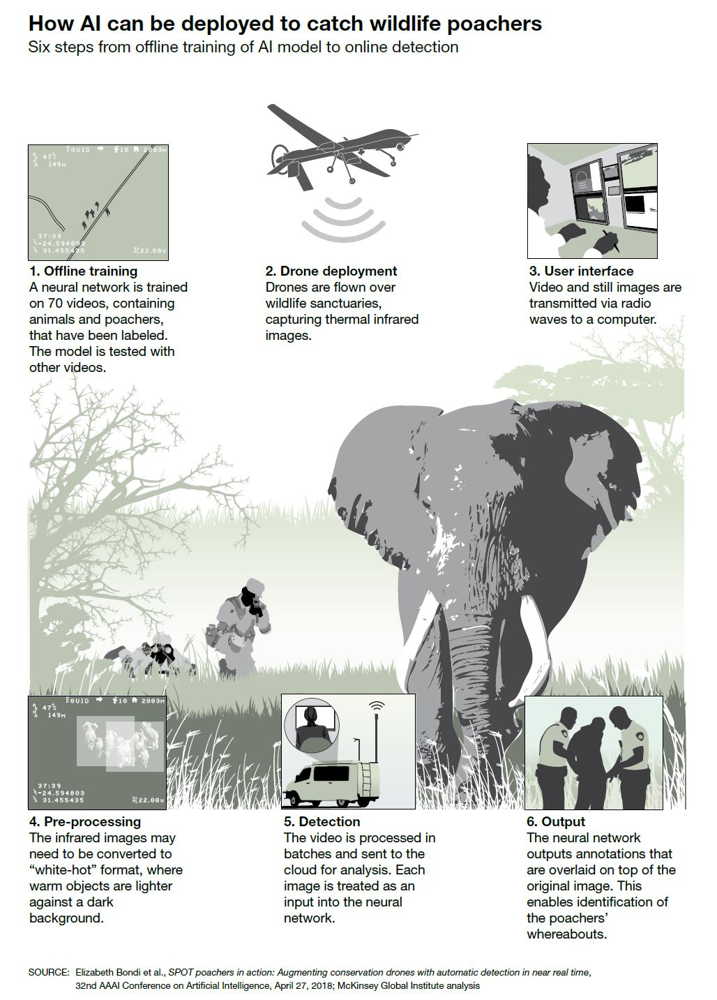 How AI can be deployed to catch wildlife poachers
Six steps from offline training of AI model to online detection
GUID 10 2083M
47
149M
37:39
-24.594803
31.455435
22.08V
1. Offline training
A neural network is trained
on 70 videos, containing
animals and poachers,
that have been labeled.
The model is tested with
other videos.
2. Drone deployment
Drones are flown over
wildlife sanctuaries,
capturing thermal infrared
images.
3. User interface
Video and still images are
transmitted via radio
waves to a computer.
GUID 10 2083M
47
149M
37:39
-24.594803
31.455435
22.08V
4. Pre-processing
The infrared images may
need to be converted to
“white-hot” format, where
warm objects are lighter
against a dark
background.
5. Detection
The video is processed in
batches and sent to the
cloud for analysis. Each
image is treated as an
input into the neural
network.
6. Output
The neural network
outputs annotations that
are overlaid on top of the
original image. This
enables identification of
the poachers’
whereabouts.
SOURCE: Elizabeth Bondi et al., SPOT poachers in action: Augmenting conservation drones with automatic detection in near real time,
32nd AAAI Conference on Artificial Intelligence, April 27, 2018; McKinsey Global Institute analysis